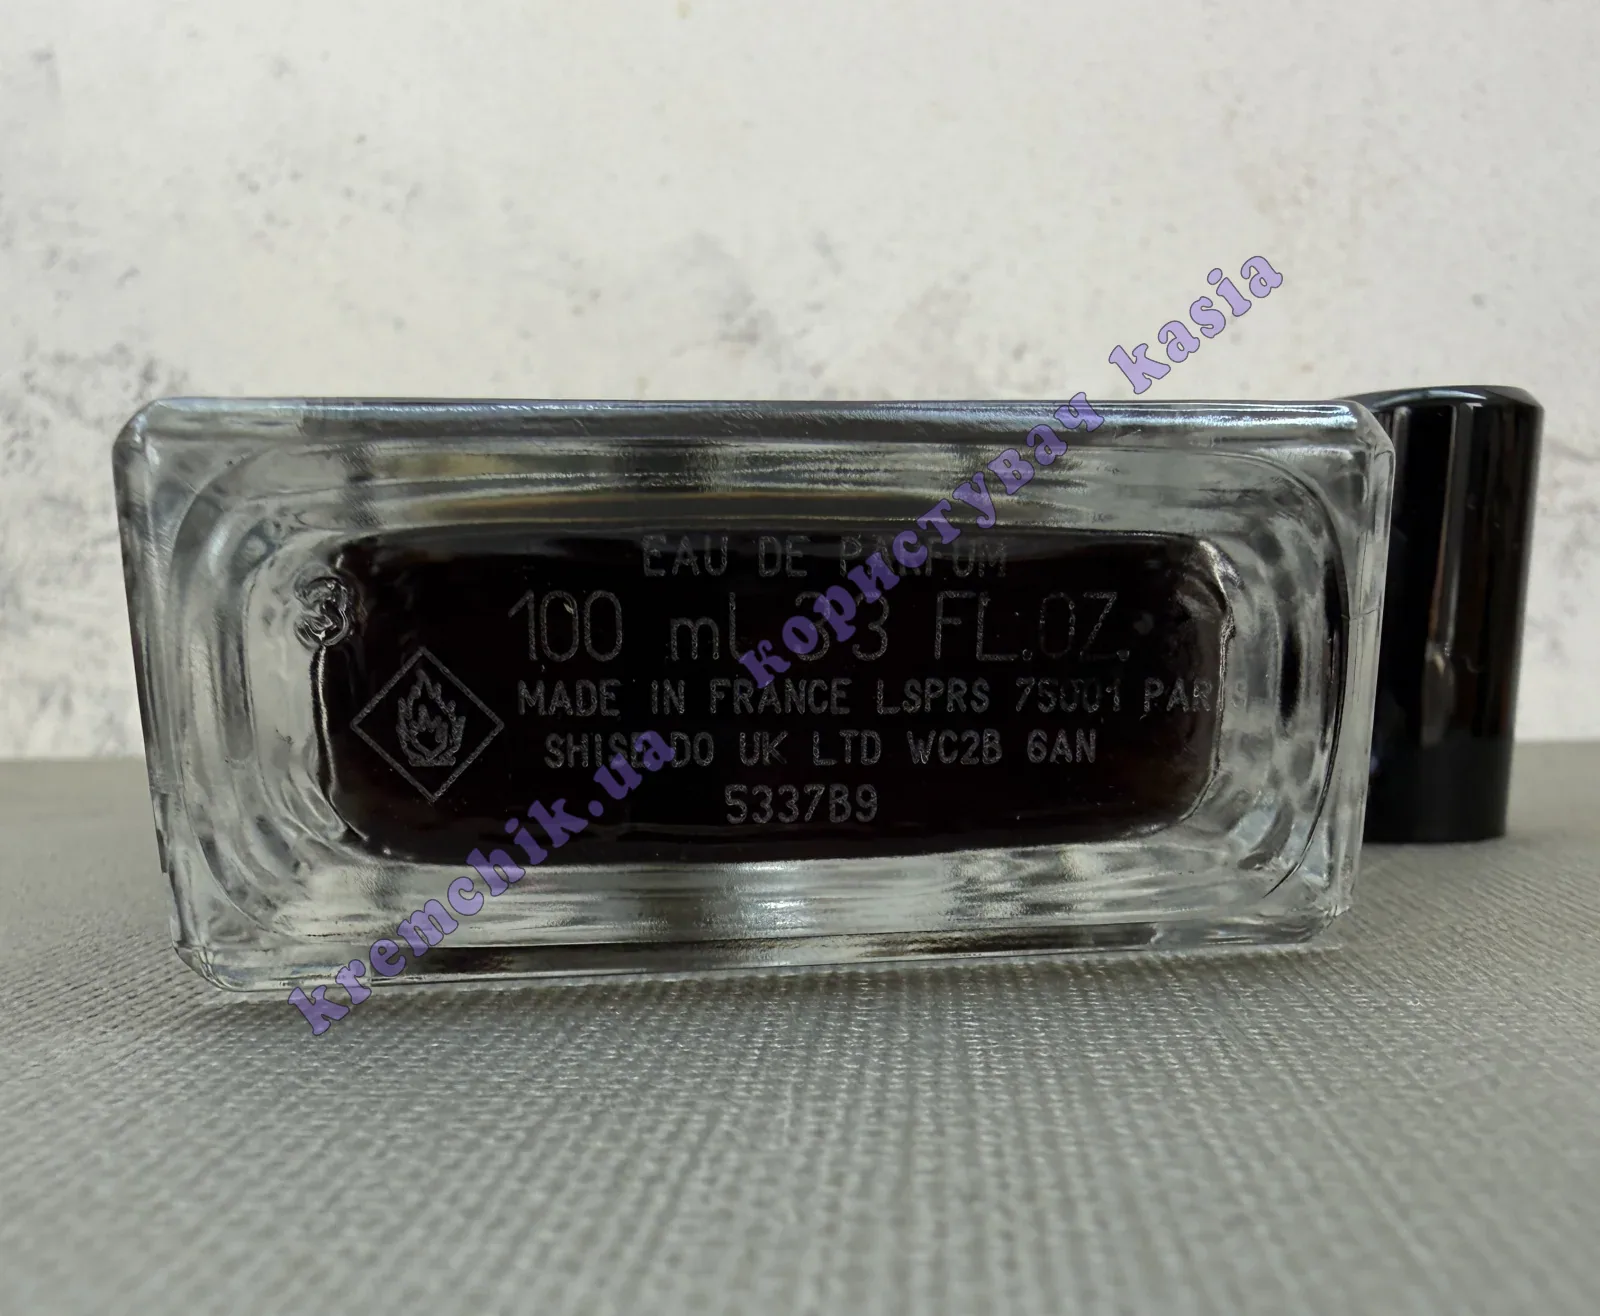 EAU DE PARFUM
100 ml 3.3 FL.OZ.
MADE IN FRANCE LSPRS 75001 PARIS
SHISEIDO UK LTD WC2B 6AN
5337B9
3
kremchik.ua користувач kasia